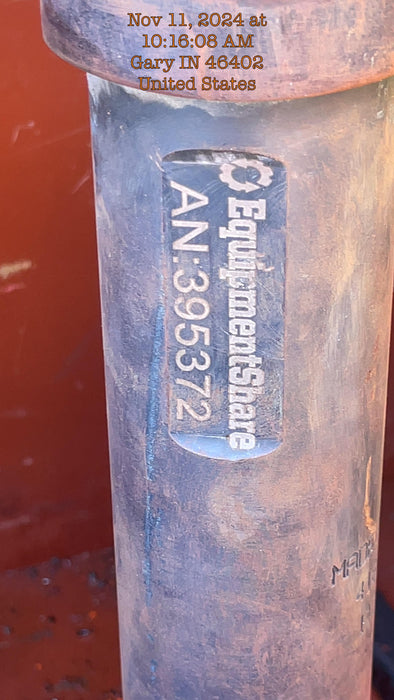 Nov 11, 2024 at
10:16:08 AM
Gary IN 46402
United States
EquipmentShare
AN:395372